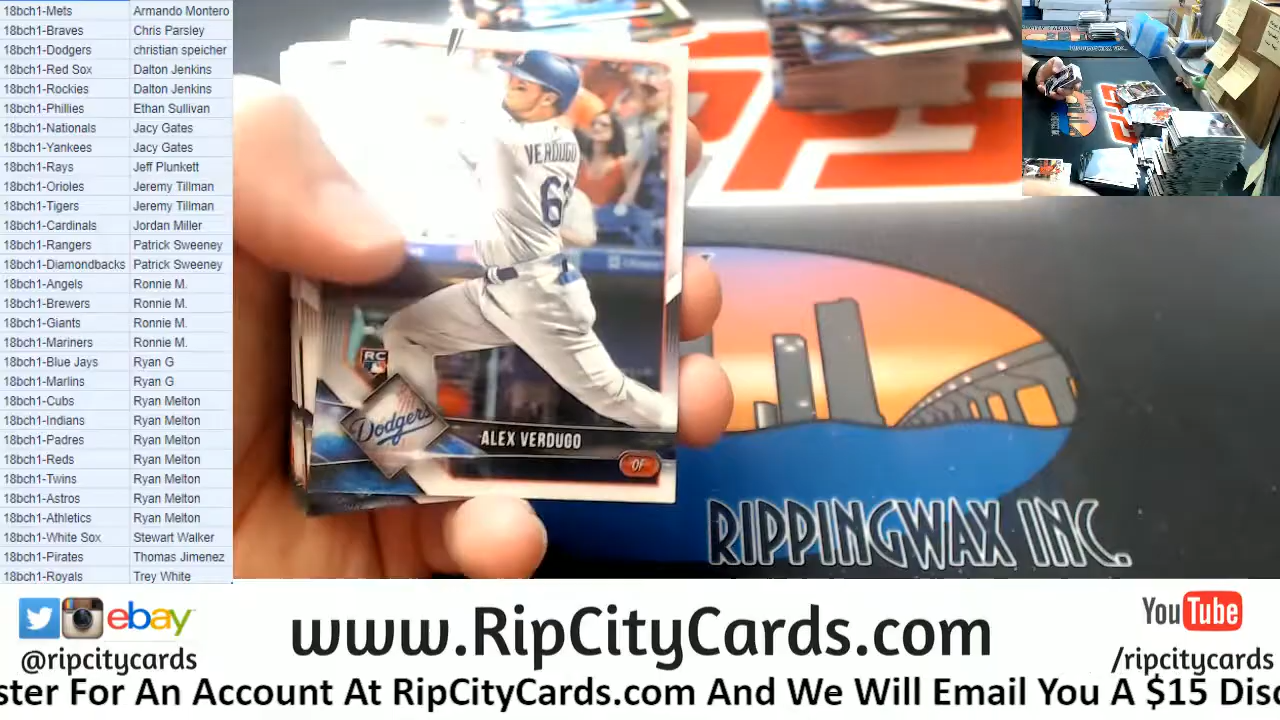 18bch1-Mets Armando Montero
18bch1-Braves Chris Parsley
18bch1-Dodgers christian speicher
18bch1-Red Sox Dalton Jenkins
18bch1-Rockies Dalton Jenkins
18bch1-Phillies Ethan Sullivan
18bch1-Nationals Jacy Gates
18bch1-Yankees Jacy Gates
18bch1-Rays Jeff Plunkett
18bch1-Orioles Jeremy Tillman
18bch1-Tigers Jeremy Tillman
18bch1-Cardinals Jordan Miller
18bch1-Rangers Patrick Sweeney
18bch1-Diamondbacks Patrick Sweeney
18bch1-Angels Ronnie M.
18bch1-Brewers Ronnie M.
18bch1-Giants Ronnie M.
18bch1-Mariners Ronnie M.
18bch1-Blue Jays Ryan G
18bch1-Marlins Ryan G
18bch1-Cubs Ryan Melton
18bch1-Indians Ryan Melton
18bch1-Padres Ryan Melton
18bch1-Reds Ryan Melton
18bch1-Twins Ryan Melton
18bch1-Astros Ryan Melton
18bch1-Athletics Ryan Melton
18bch1-White Sox Stewart Walker
18bch1-Pirates Thomas Jimenez
18bch1-Royals Trey White
VERDUGO
RC
Dodgers
ALEX VERDUGO
OF
RIPPINGWAX INC.
RIPPINGWAX INC.
ebay
@ripcitycards
www.RipCityCards.com
YouTube
/ripcitycards
ster For An Account At RipCityCards.com And We Will Email You A $15 Disc